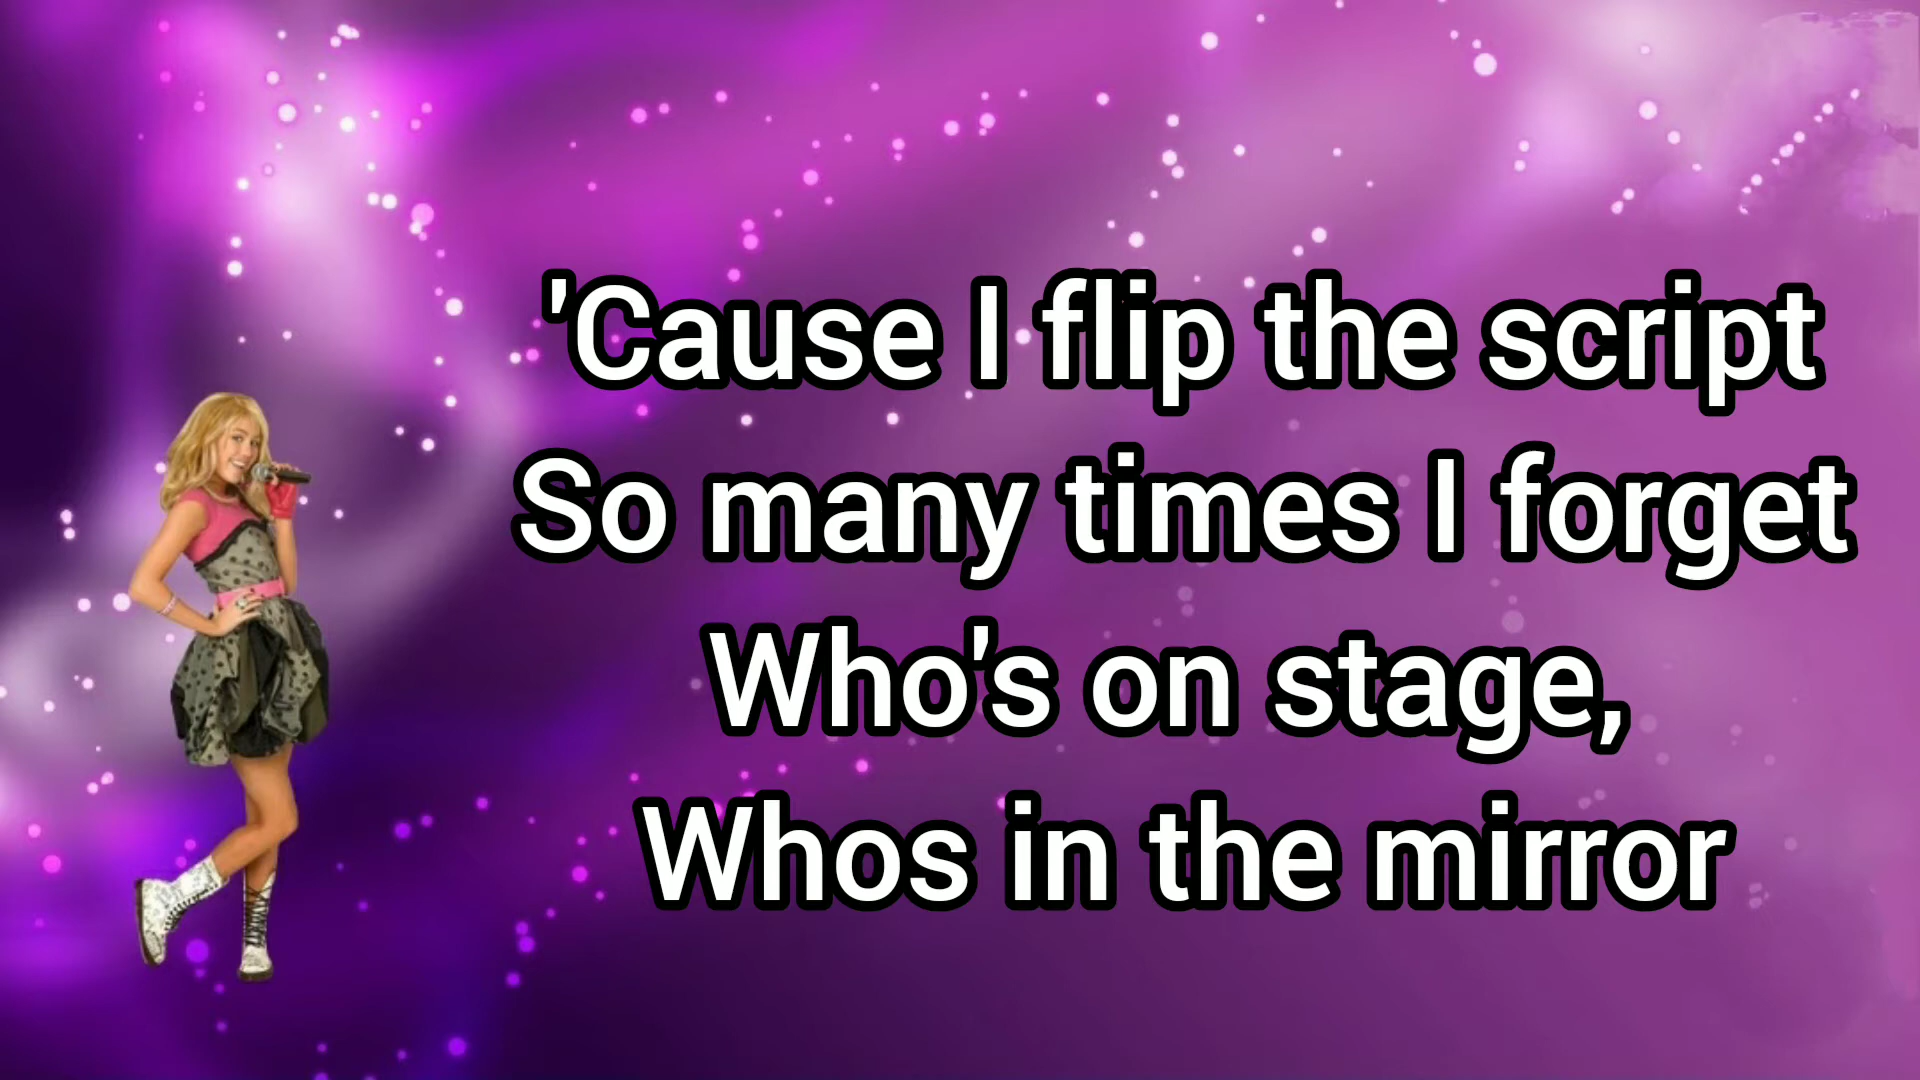 'Cause I flip the script
So many times I forget
Who's on stage,
Whos in the mirror